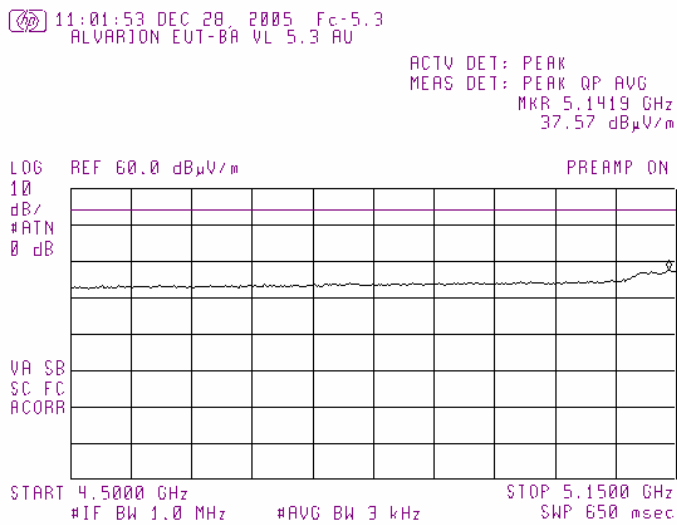 hp 11:01:53 DEC 28, 2005 Fc-5.3
ALVARION EUT-BA VL 5.3 AU
ACTV DET: PEAK
MEAS DET: PEAK QP AVG
MKR 5.1419 GHz
37.57 dBµV/m
LOG REF 60.0 dBµV/m PREAMP ON
10
dB/
#ATN
0 dB
VA SB
SC FC
ACORR
START 4.5000 GHz STOP 5.1500 GHz
#IF BW 1.0 MHz #AVG BW 3 kHz SWP 650 msec